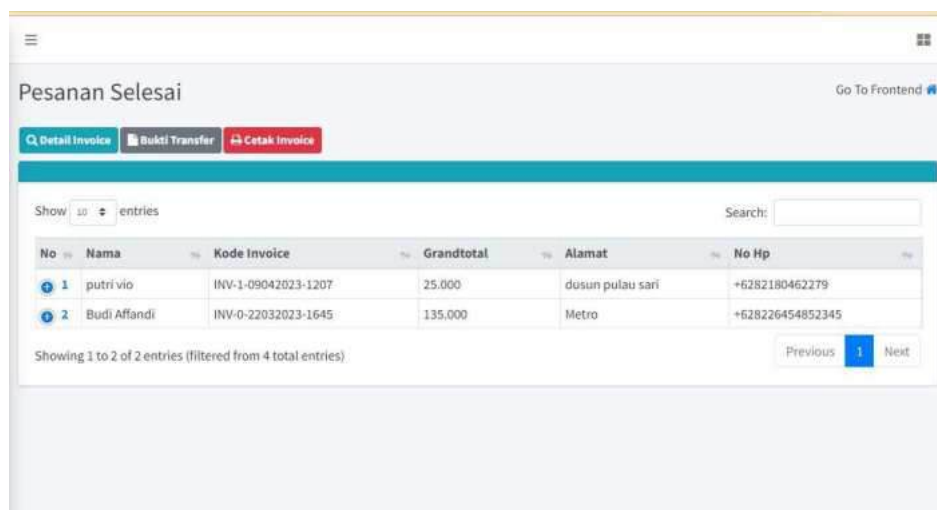 Pesanan Selesai
Go To Frontend
Detail Invoice Bukti Transfer Cetak Invoice
Show 10 entries
Search:
No Nama Kode Invoice Grandtotal Alamat No Hp
1 putri vio INV-1-09042023-1207 25.000 dusun pulau sari +6282180462279
2 Budi Affandi INV-0-22032023-1645 135.000 Metro +628226454852345
Showing 1 to 2 of 2 entries (filtered from 4 total entries)
Previous 1 Next